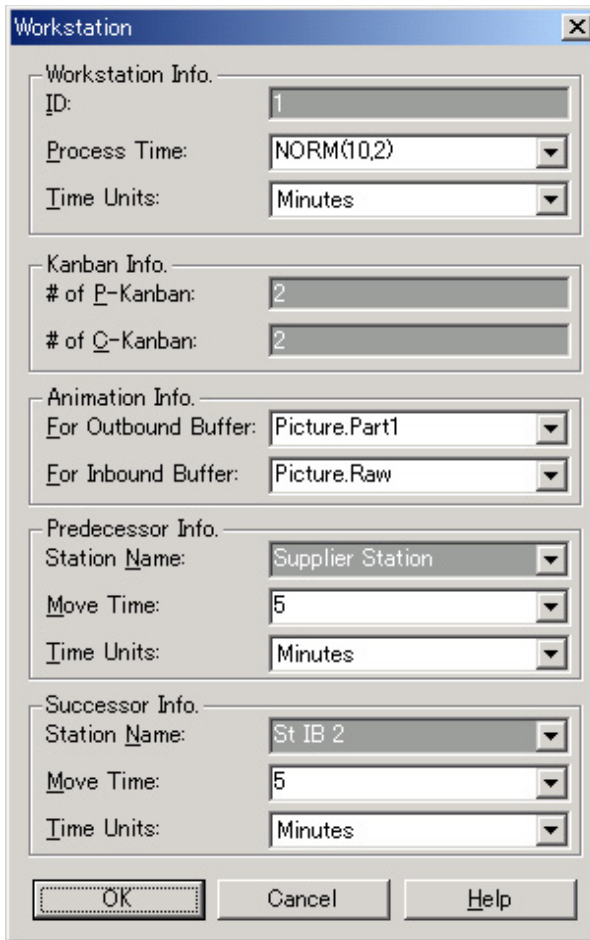 Workstation
Workstation Info.
ID: 1
Process Time: NORM(10,2)
Time Units: Minutes
Kanban Info.
# of P-Kanban: 2
# of C-Kanban: 2
Animation Info.
For Outbound Buffer: Picture.Part1
For Inbound Buffer: Picture.Raw
Predecessor Info.
Station Name: Supplier Station
Move Time: 5
Time Units: Minutes
Successor Info.
Station Name: St IB 2
Move Time: 5
Time Units: Minutes
OK Cancel Help